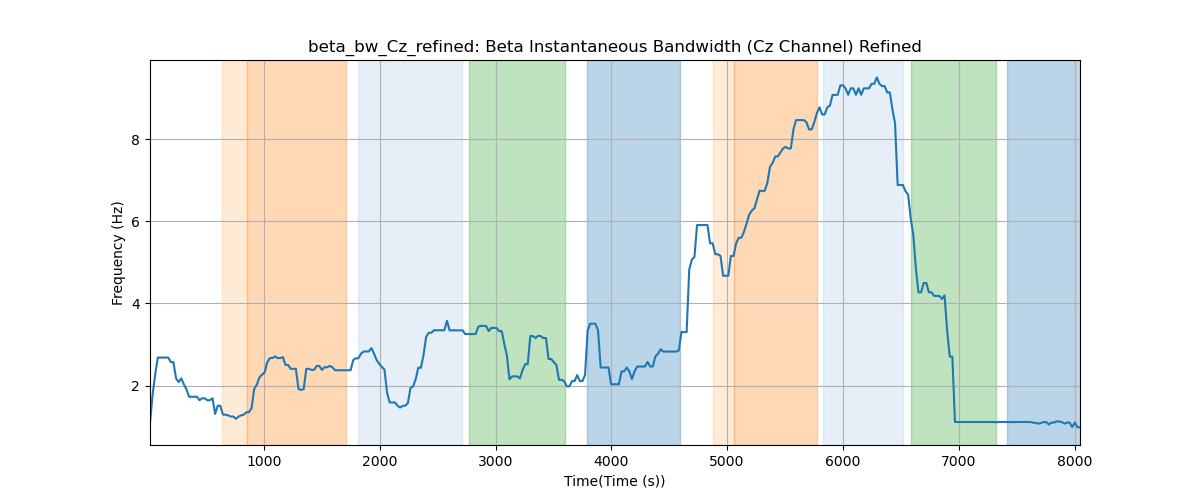 beta_bw_Cz_refined: Beta Instantaneous Bandwidth (Cz Channel) Refined
Frequency (Hz)
8
6
4
2
1000 2000 3000 4000 5000 6000 7000 8000
Time(Time (s))